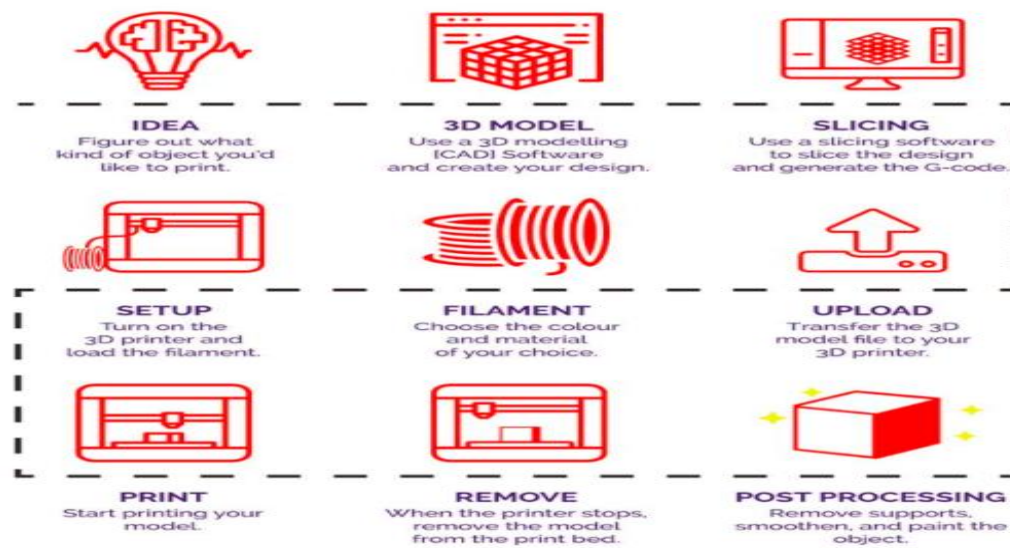 IDEA
Figure out what
kind of object you'd
like to print.
3D MODEL
Use a 3D modelling
[CAD] Software
and create your design.
SLICING
Use a slicing software
to slice the design
and generate the G-code.
SETUP
Turn on the
3D printer and
load the filament.
FILAMENT
Choose the colour
and material
of your choice.
UPLOAD
Transfer the 3D
model file to your
3D printer.
PRINT
Start printing your
model.
REMOVE
When the printer stops,
remove the model
from the print bed.
POST PROCESSING
Remove supports,
smoothen, and paint the
object.